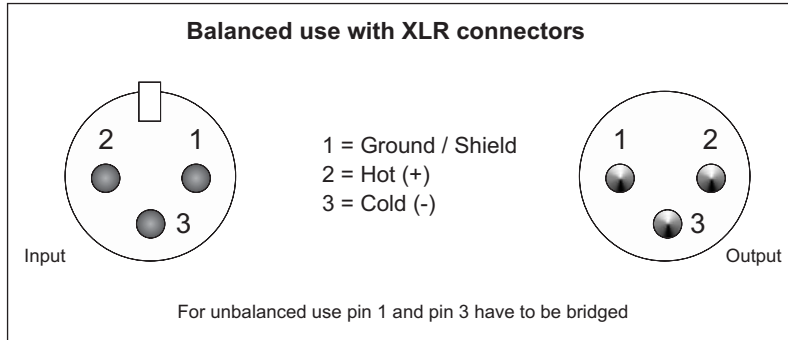 Balanced use with XLR connectors
2 1
3
Input
1 = Ground / Shield
2 = Hot (+)
3 = Cold (-)
1 2
3
Output
For unbalanced use pin 1 and pin 3 have to be bridged